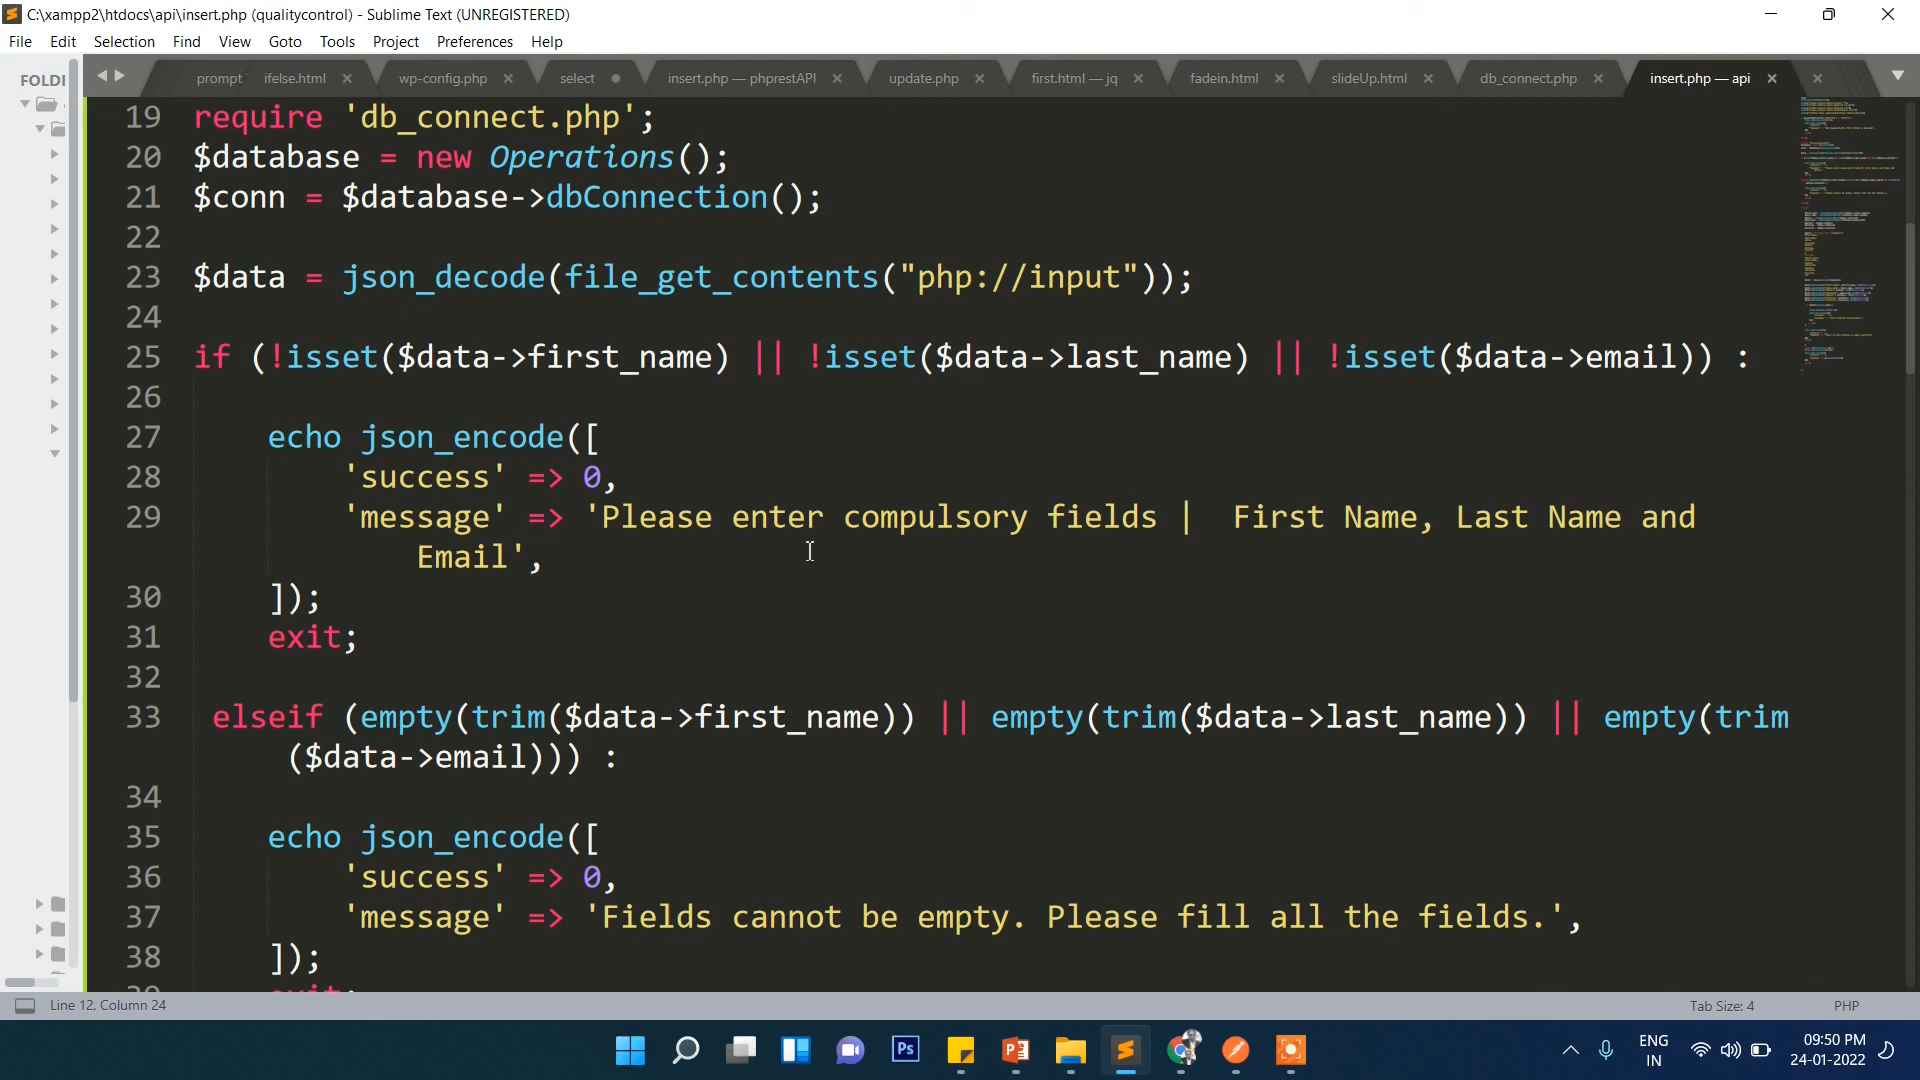 C:\xampp2\htdocs\api\insert.php (qualitycontrol) - Sublime Text (UNREGISTERED)
File Edit Selection Find View Goto Tools Project Preferences Help
FOLDI
prompt ifelse.html wp-config.php select insert.php — phprestAPI update.php first.html — jq fadein.html slideUp.html db_connect.php insert.php — api
19 require 'db_connect.php';
20 $database = new Operations();
21 $conn = $database->dbConnection();
22
23 $data = json_decode(file_get_contents("php://input"));
24
25 if (!isset($data->first_name) || !isset($data->last_name) || !isset($data->email)) :
26
27 echo json_encode([
28 'success' => 0,
29 'message' => 'Please enter compulsory fields |  First Name, Last Name and
Email',
30 ]);
31 exit;
32
33 elseif (empty(trim($data->first_name)) || empty(trim($data->last_name)) || empty(trim
($data->email))) :
34
35 echo json_encode([
36 'success' => 0,
37 'message' => 'Fields cannot be empty. Please fill all the fields.',
38 ]);
39 exit;
Line 12, Column 24 Tab Size: 4 PHP
Ps P
ENG
IN
09:50 PM
24-01-2022